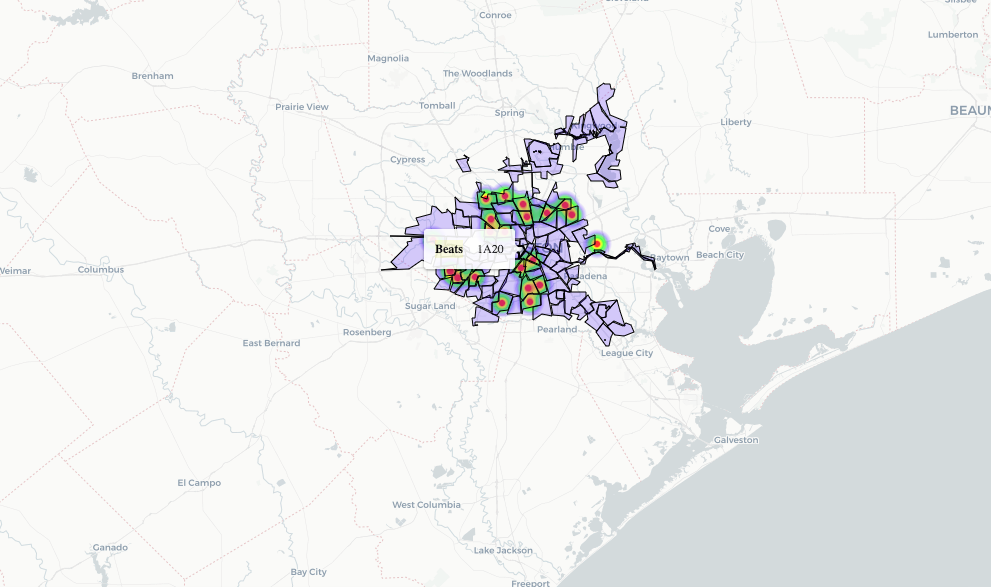 Cleveland
Silsbee
Conroe
Lumberton
Magnolia
The Woodlands
Brenham
Prairie View
Tomball
Spring
BEAUM
Liberty
Kingwood
Humble
Cypress
Cove
Beats 1A20
Beach City
Baytown
Weimar
Columbus
adena
Sugar Land
Rosenberg
Pearland
East Bernard
League City
Galveston
El Campo
West Columbia
Ganado
Lake Jackson
Bay City
Freeport